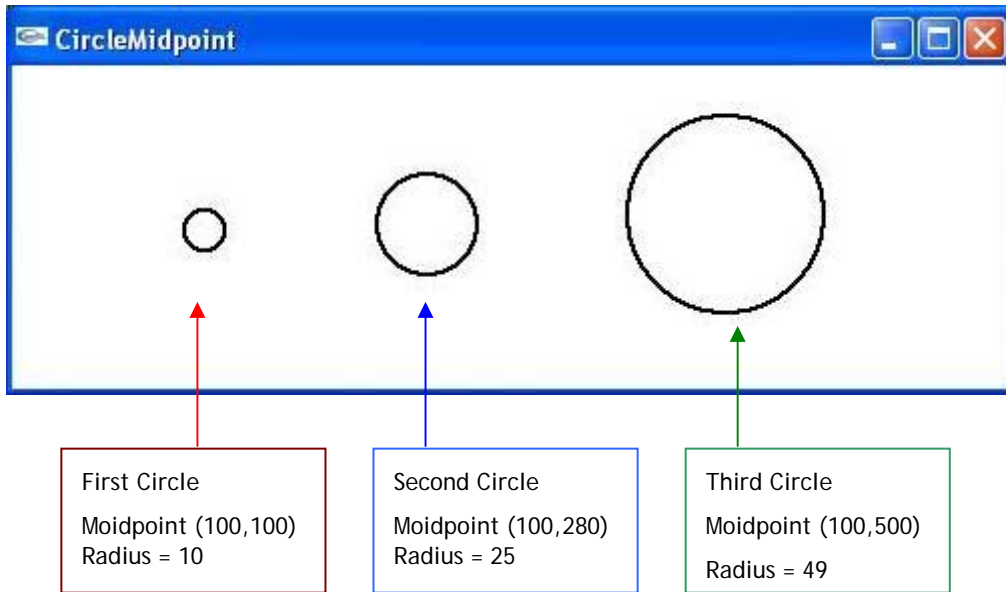 CircleMidpoint
First Circle
Moidpoint (100,100)
Radius = 10
Second Circle
Moidpoint (100,280)
Radius = 25
Third Circle
Moidpoint (100,500)
Radius = 49